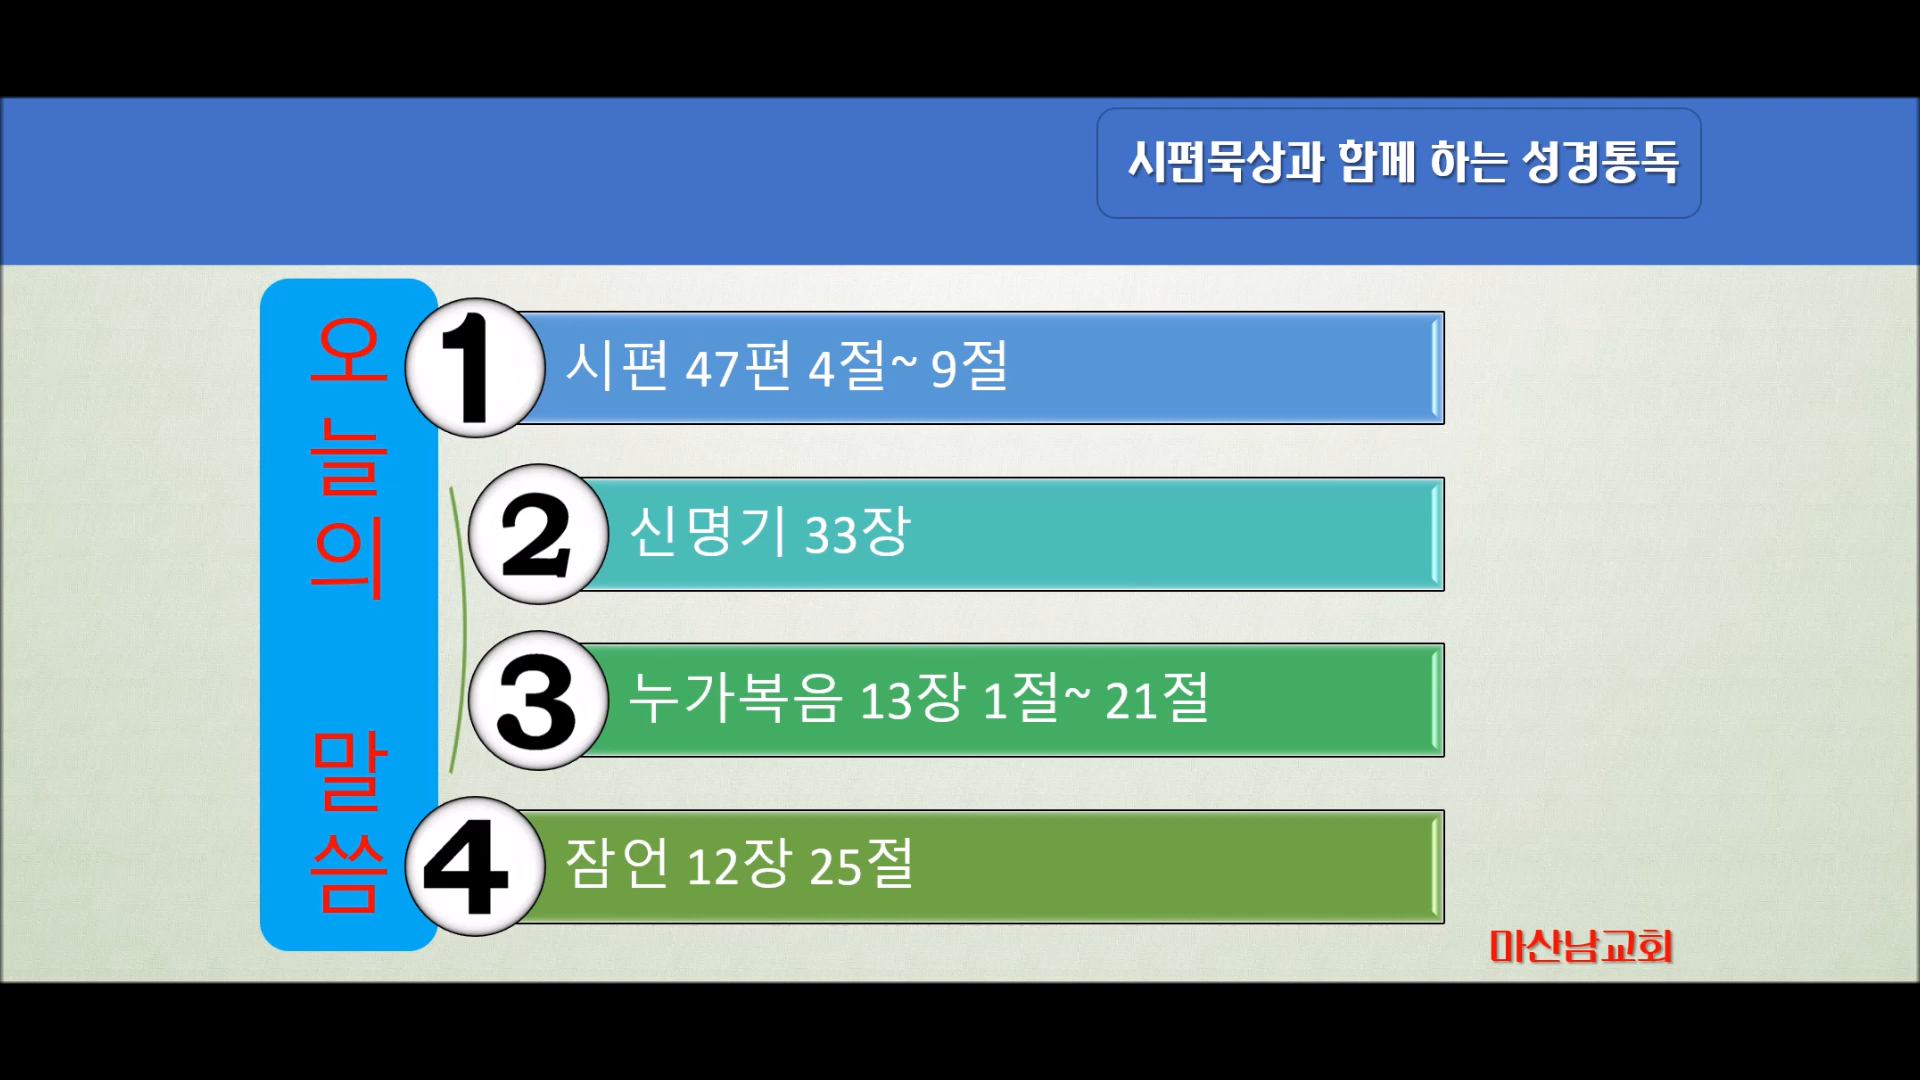 시편묵상과 함께 하는 성경통독
오늘의 말씀
1 시편 47편 4절~ 9절
2 신명기 33장
3 누가복음 13장 1절~ 21절
4 잠언 12장 25절
마산남교회